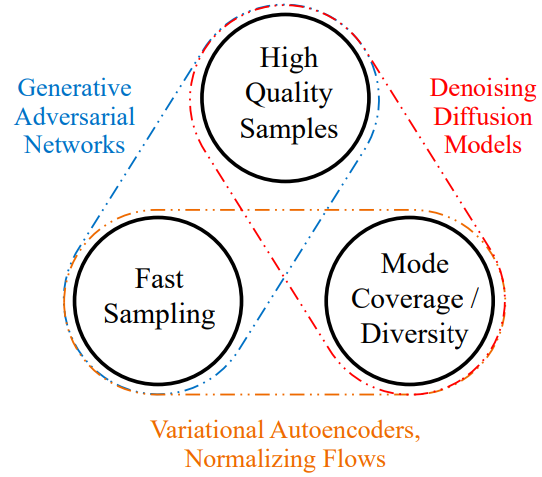 High
Quality
Samples
Generative
Adversarial
Networks
Denoising
Diffusion
Models
Fast
Sampling
Mode
Coverage /
Diversity
Variational Autoencoders,
Normalizing Flows